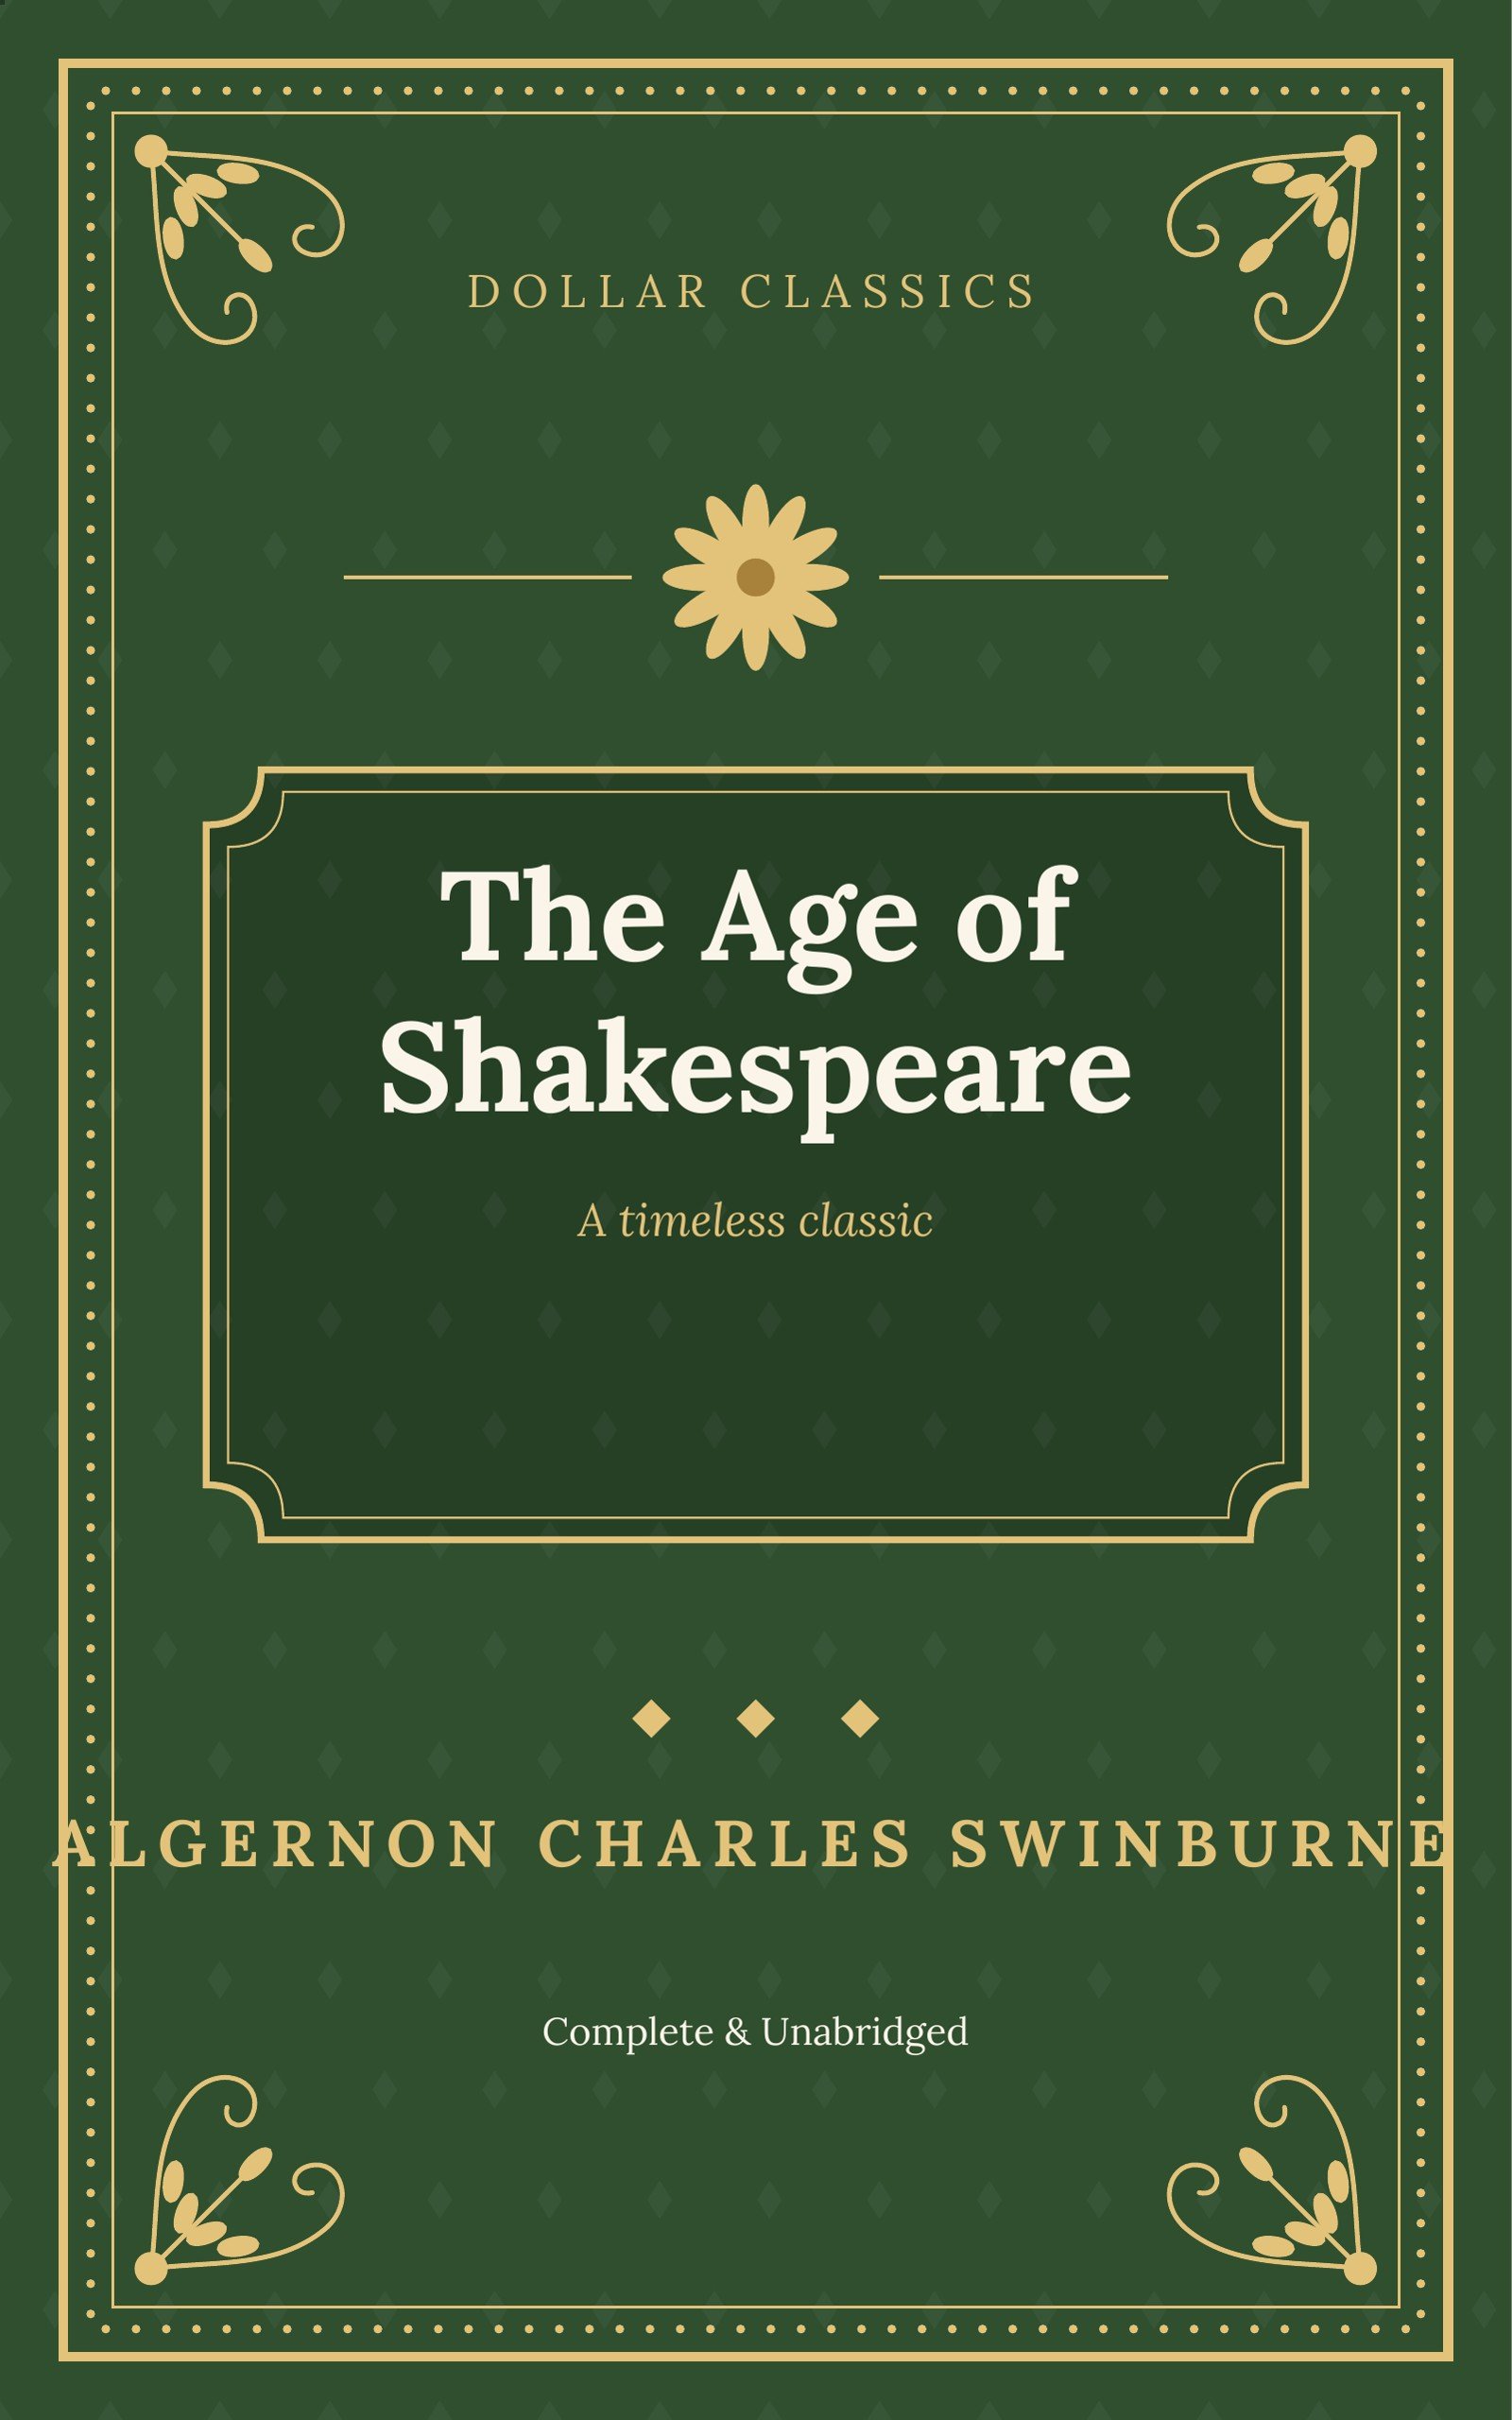 DOLLAR CLASSICS
The Age of
Shakespeare
A timeless classic
ALGERNON CHARLES SWINBURNE
Complete & Unabridged